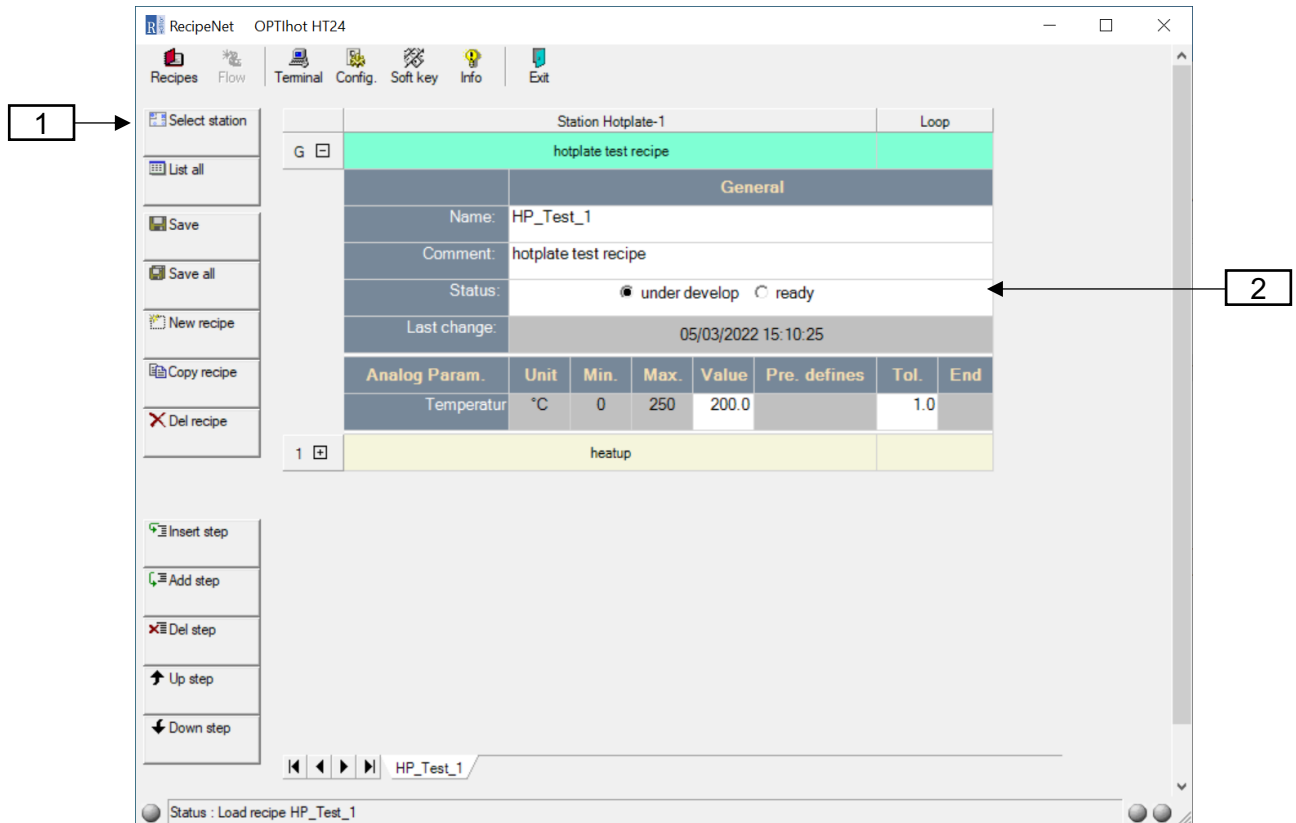 RecipeNet OPTIhot HT24
Recipes Flow Terminal Config. Soft key Info Exit
1
Select station
List all
Save
Save all
New recipe
Copy recipe
Del recipe
Insert step
Add step
Del step
Up step
Down step
Station Hotplate-1 Loop
G hotplate test recipe
General
Name: HP_Test_1
Comment: hotplate test recipe
Status: under develop ready
2
Last change: 05/03/2022 15:10:25
Analog Param. Unit Min. Max. Value Pre. defines Tol. End
Temperatur °C 0 250 200.0 1.0
1 heatup
HP_Test_1
Status : Load recipe HP_Test_1